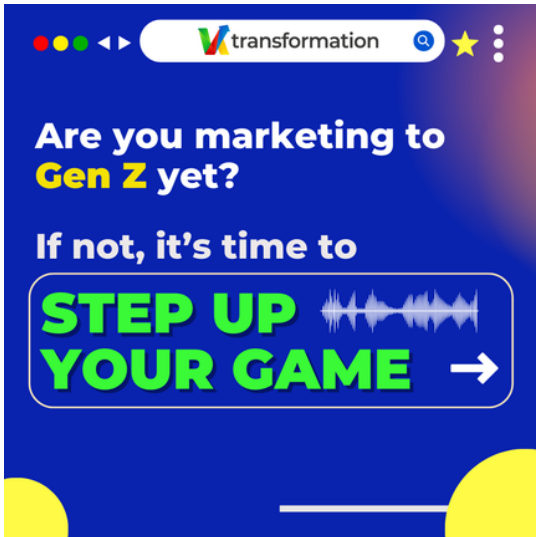 transformation
Are you marketing to
Gen Z yet?
If not, it's time to
STEP UP
YOUR GAME